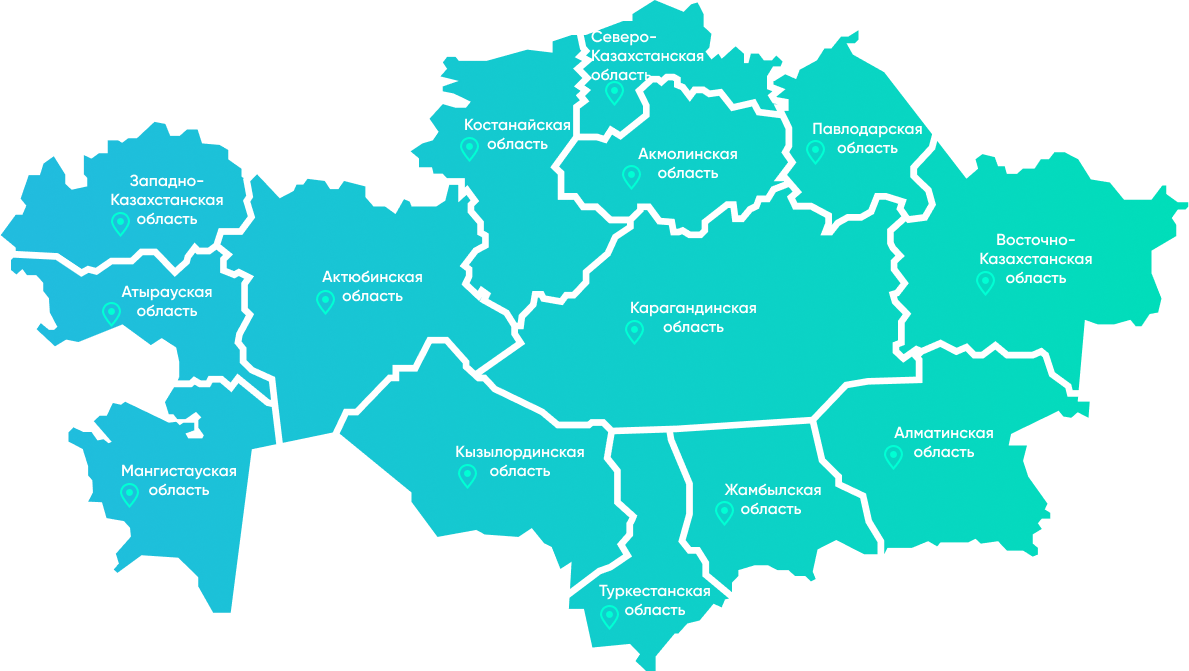 Северо-
Казахстанская
область
Костанайская
область
Павлодарская
область
Акмолинская
область
Западно-
Казахстанская
область
Восточно-
Казахстанская
область
Актюбинская
область
Атырауская
область
Карагандинская
область
Алматинская
область
Кызылординская
область
Мангистауская
область
Жамбылская
область
Туркестанская
область